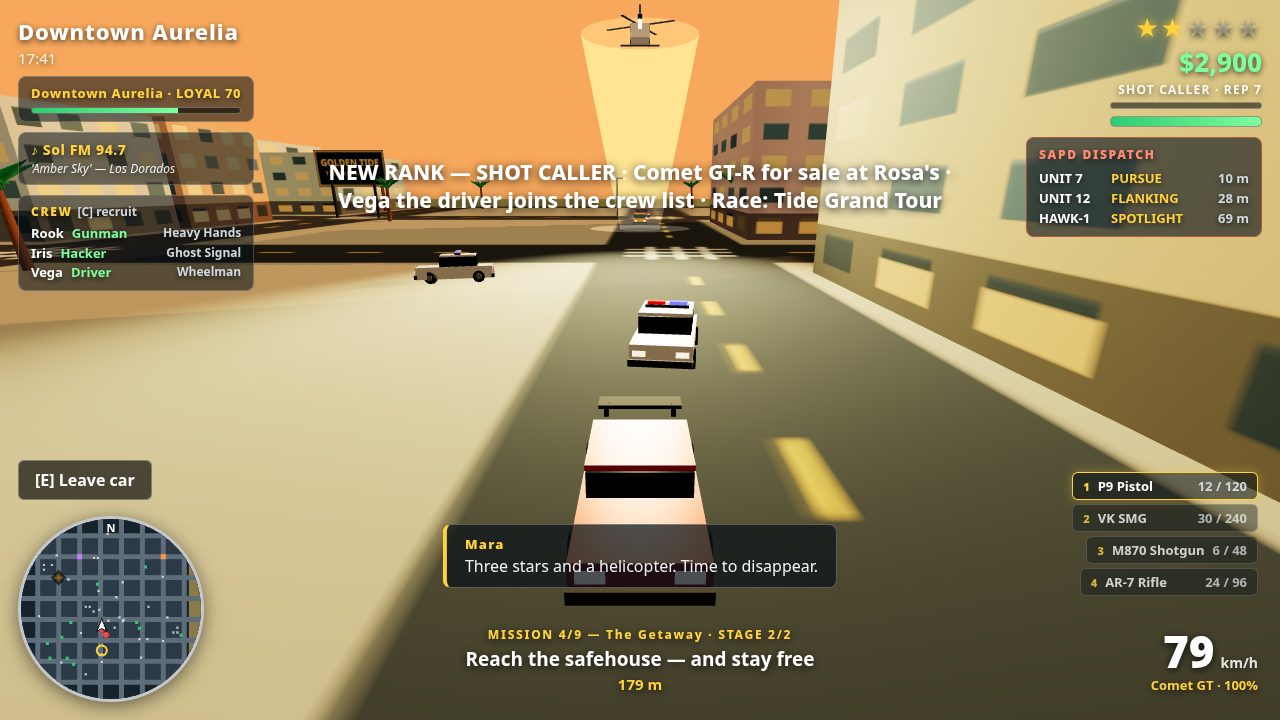 Downtown Aurelia
17:41
Downtown Aurelia · LOYAL 70
♪ Sol FM 94.7
'Amber Sky' — Los Dorados
CREW [C] recruit
Rook Gunman Heavy Hands
Iris Hacker Ghost Signal
Vega Driver Wheelman
GOLDEN TIDE
NEW RANK — SHOT CALLER · Comet GT-R for sale at Rosa's ·
Vega the driver joins the crew list · Race: Tide Grand Tour
★★★★★
$2,900
SHOT CALLER · REP 7
SAPD DISPATCH
UNIT 7 PURSUE 10 m
UNIT 12 FLANKING 28 m
HAWK-1 SPOTLIGHT 69 m
[E] Leave car
N
1 P9 Pistol 12 / 120
2 VK SMG 30 / 240
3 M870 Shotgun 6 / 48
4 AR-7 Rifle 24 / 96
Mara
Three stars and a helicopter. Time to disappear.
MISSION 4/9 — The Getaway · STAGE 2/2
Reach the safehouse — and stay free
179 m
79 km/h
Comet GT · 100%